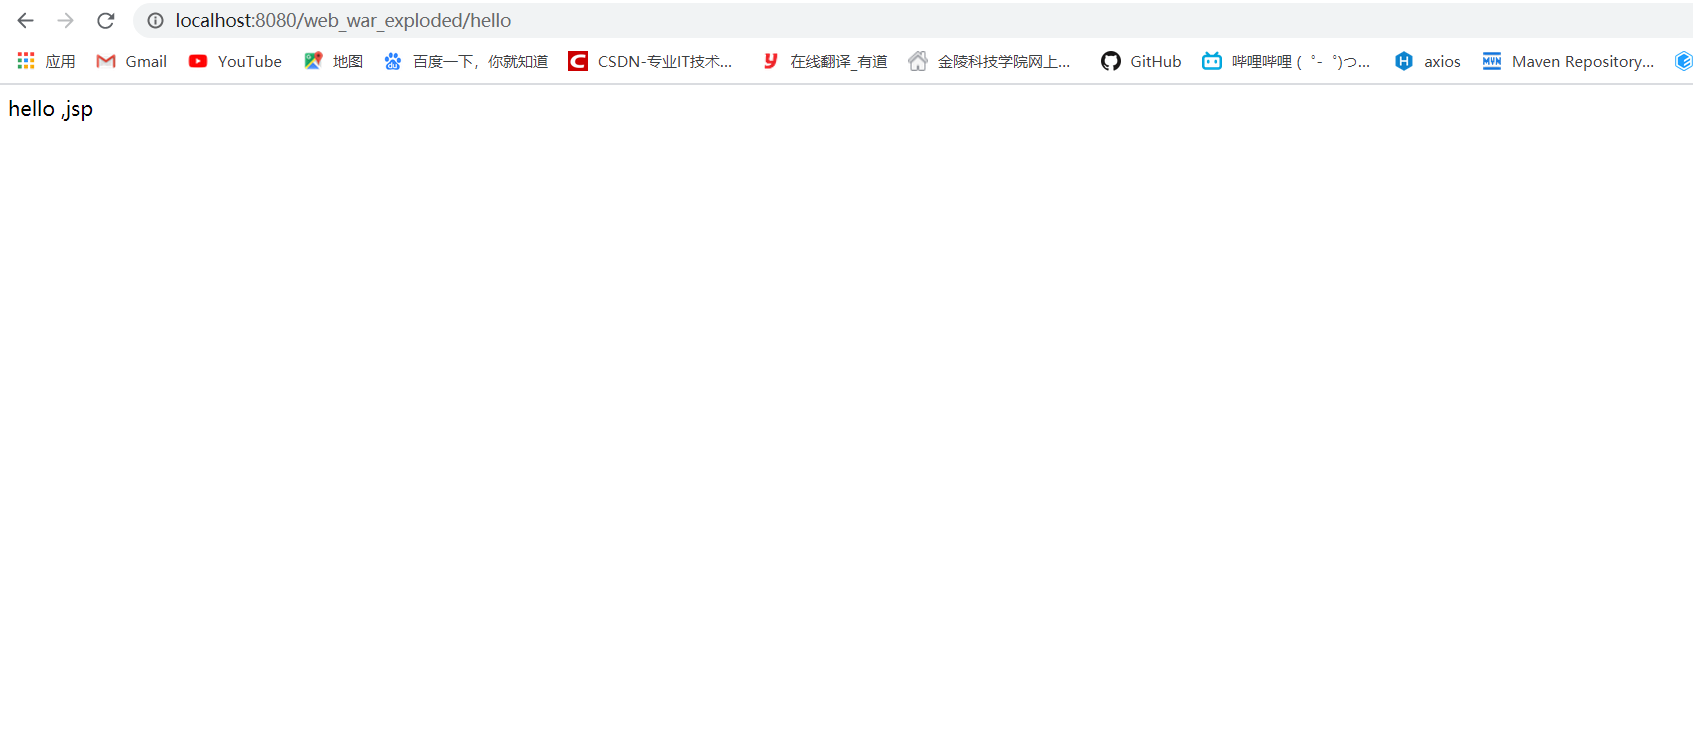 localhost:8080/web_war_exploded/hello
应用 Gmail YouTube 地图 百度一下，你就知道 CSDN-专业IT技术... 在线翻译_有道 金陵科技学院网上... GitHub 哔哩哔哩 (゜-゜)つ... axios Maven Repository...
hello ,jsp